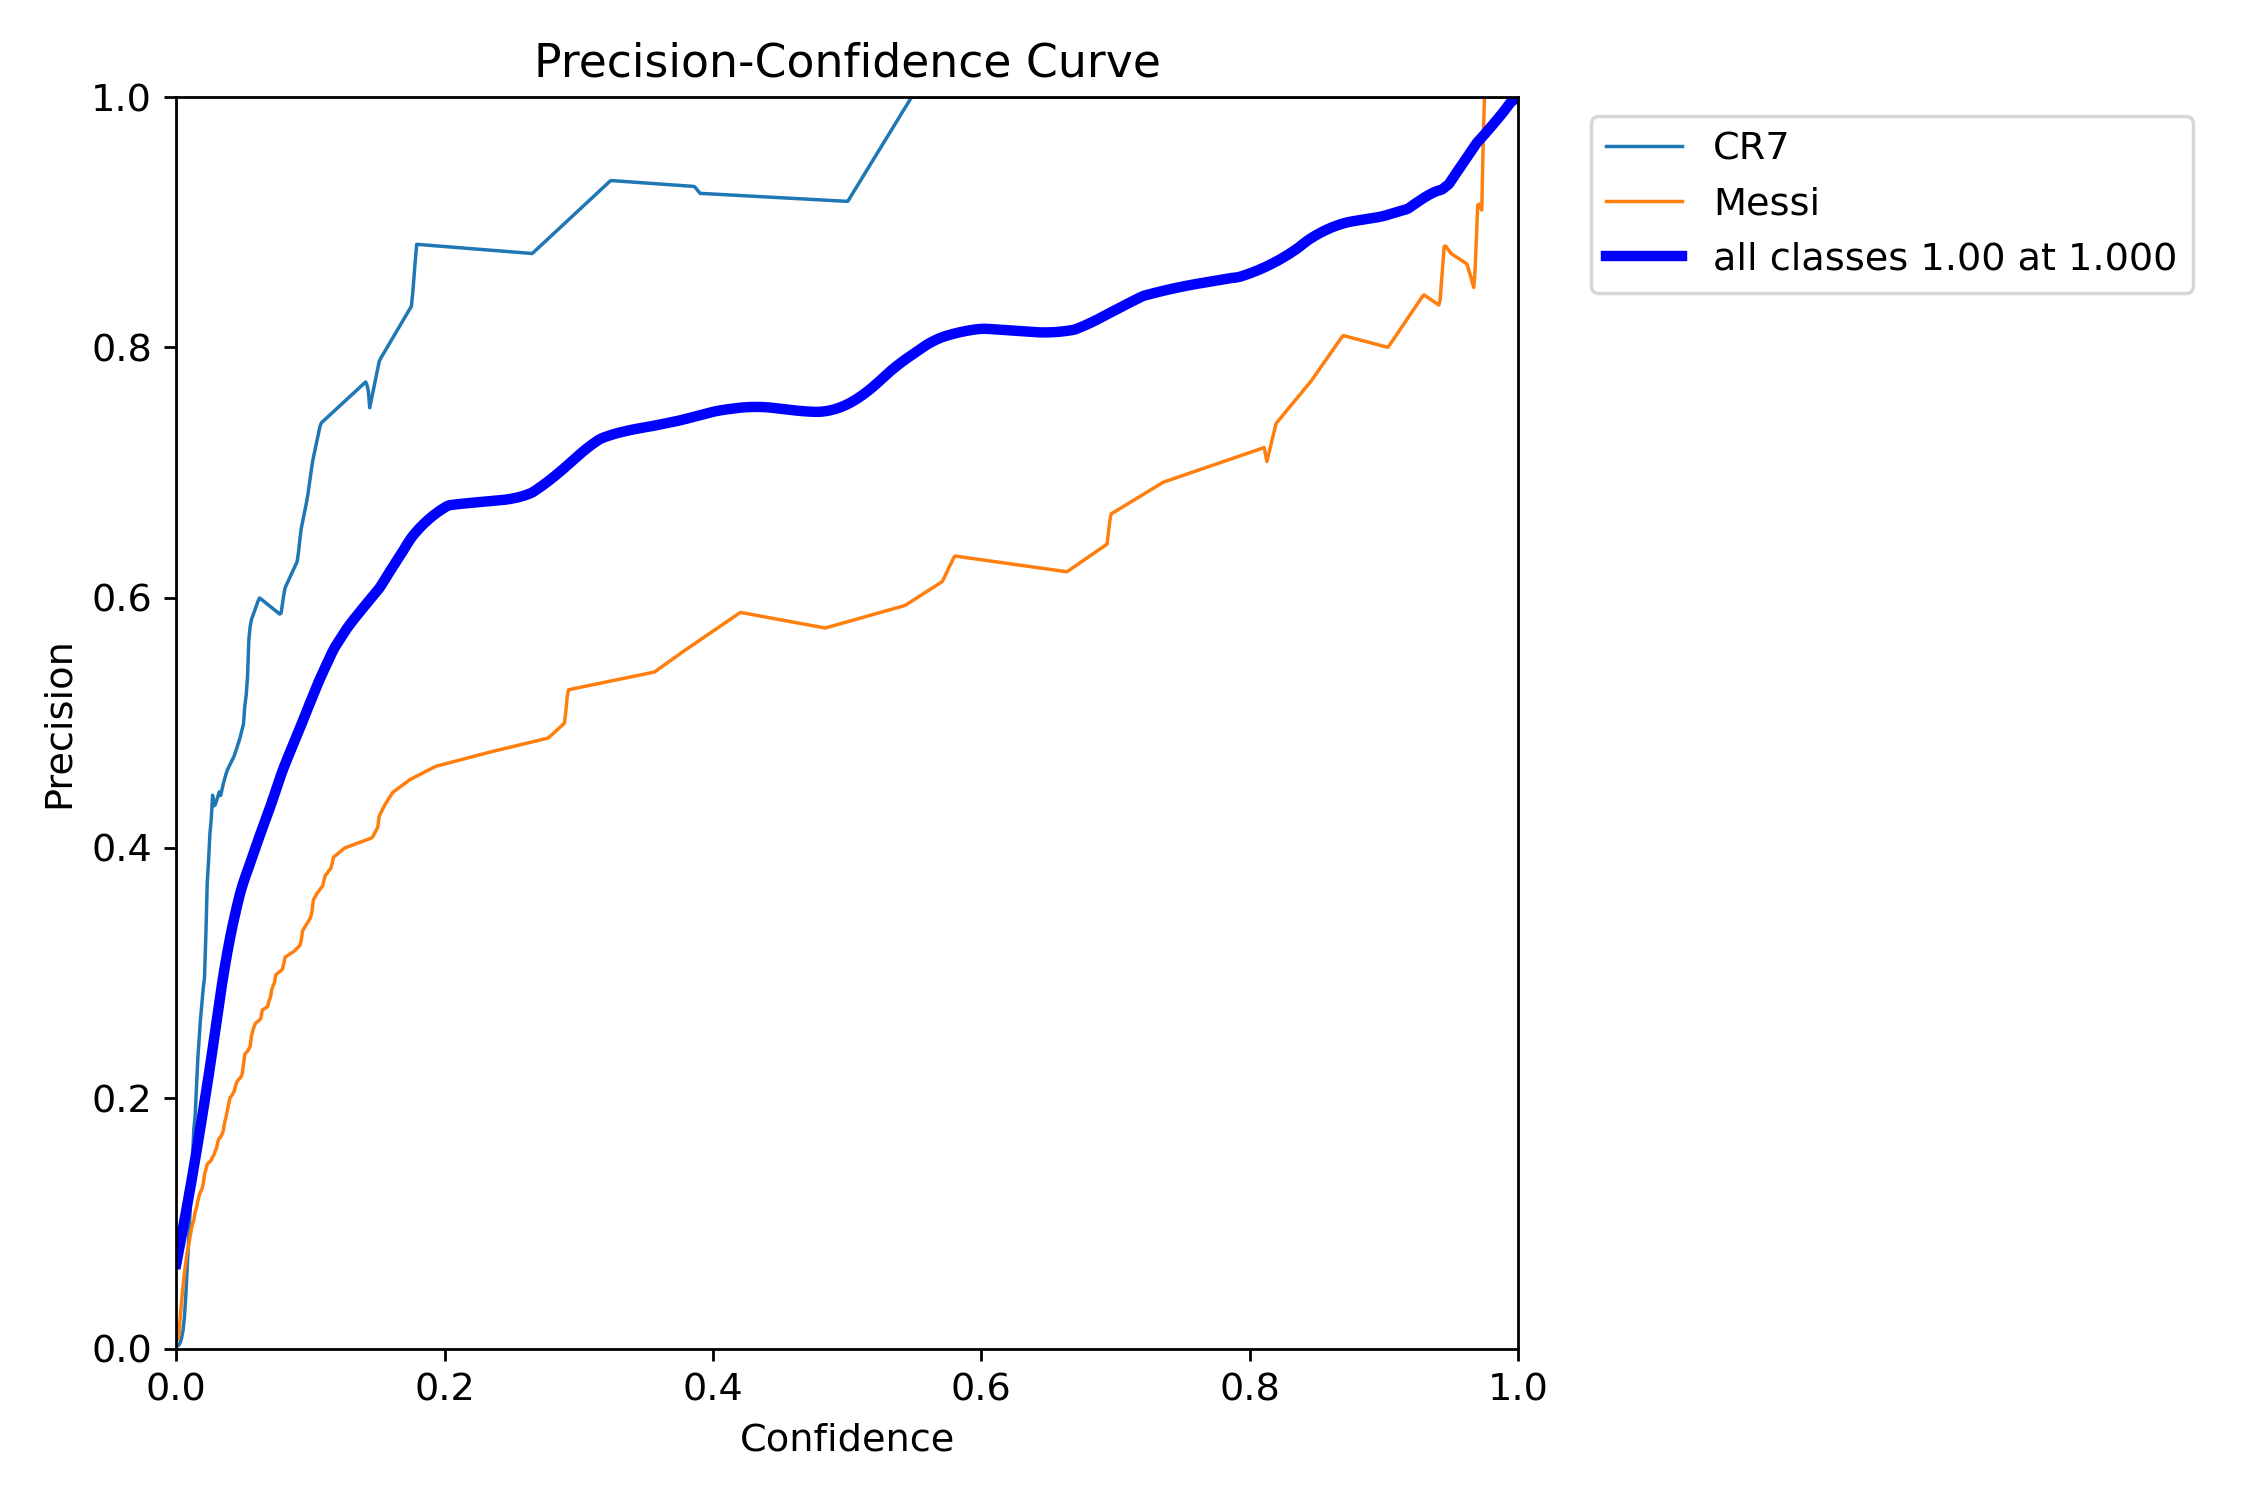 Precision-Confidence Curve
1.0
0.8
0.6
0.4
0.2
0.0
Precision
0.0 0.2 0.4 0.6 0.8 1.0
Confidence
CR7
Messi
all classes 1.00 at 1.000